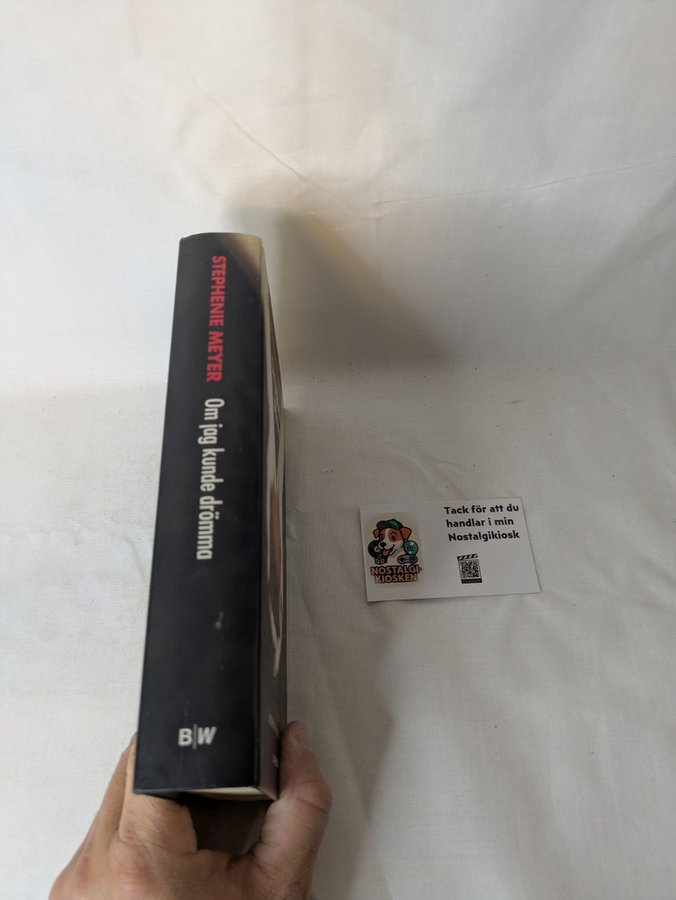 STEPHENIE MEYER Om jag kunde drömma
B|W
Tack för att du
handlar i min
Nostalgikiosk
NOSTALGI
KIOSKEN